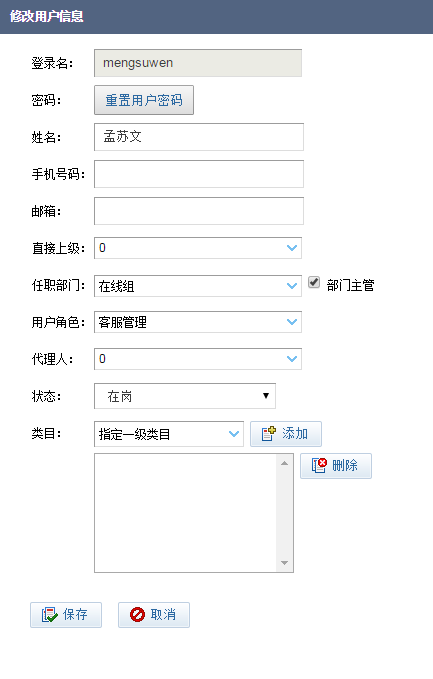 修改用户信息
登录名： mengsuwen
密码： 重置用户密码
姓名： 孟苏文
手机号码：
邮箱：
直接上级： 0
任职部门： 在线组 部门主管
用户角色： 客服管理
代理人： 0
状态： 在岗
类目： 指定一级类目 添加
删除
保存 取消